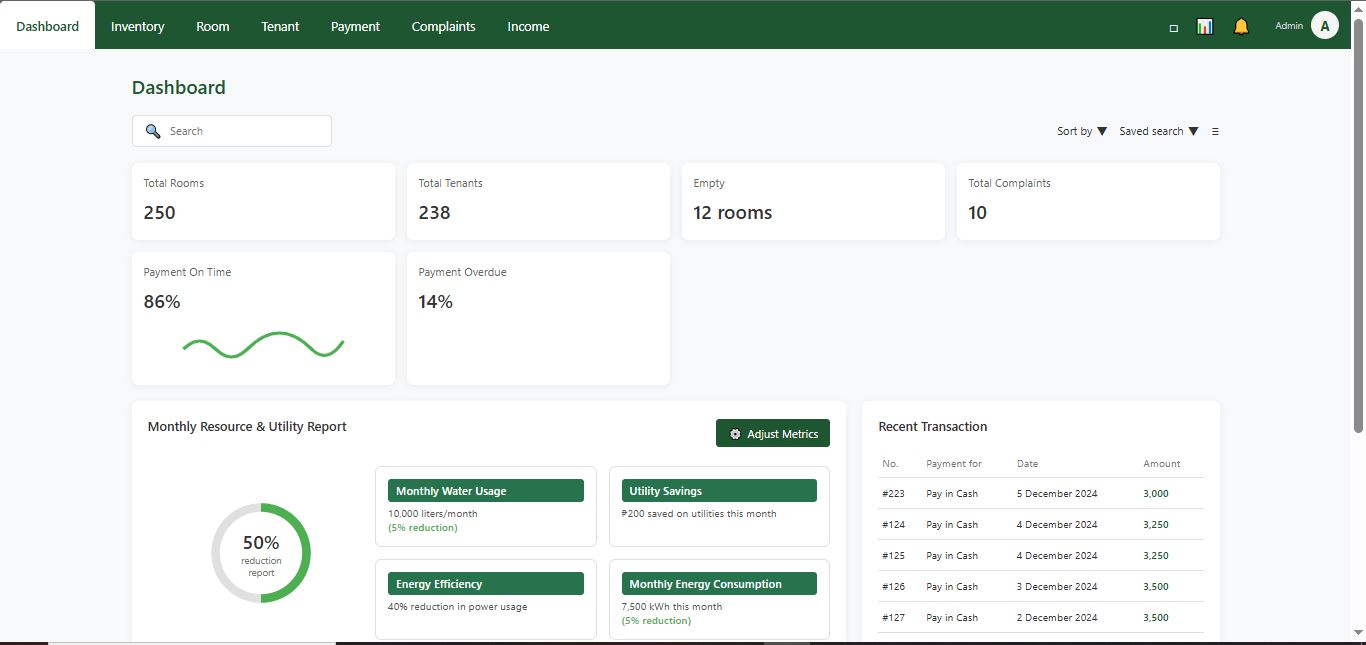 Dashboard Inventory Room Tenant Payment Complaints Income Admin A
Dashboard
Search
Sort by ▼ Saved search ▼
Total Rooms
250
Total Tenants
238
Empty
12 rooms
Total Complaints
10
Payment On Time
86%
Payment Overdue
14%
Monthly Resource & Utility Report
Adjust Metrics
50%
reduction
report
Monthly Water Usage
10,000 liters/month
(5% reduction)
Utility Savings
₱200 saved on utilities this month
Energy Efficiency
40% reduction in power usage
Monthly Energy Consumption
7,500 kWh this month
(5% reduction)
Recent Transaction
No. Payment for Date Amount
#223 Pay in Cash 5 December 2024 3,000
#124 Pay in Cash 4 December 2024 3,250
#125 Pay in Cash 4 December 2024 3,250
#126 Pay in Cash 3 December 2024 3,500
#127 Pay in Cash 2 December 2024 3,500